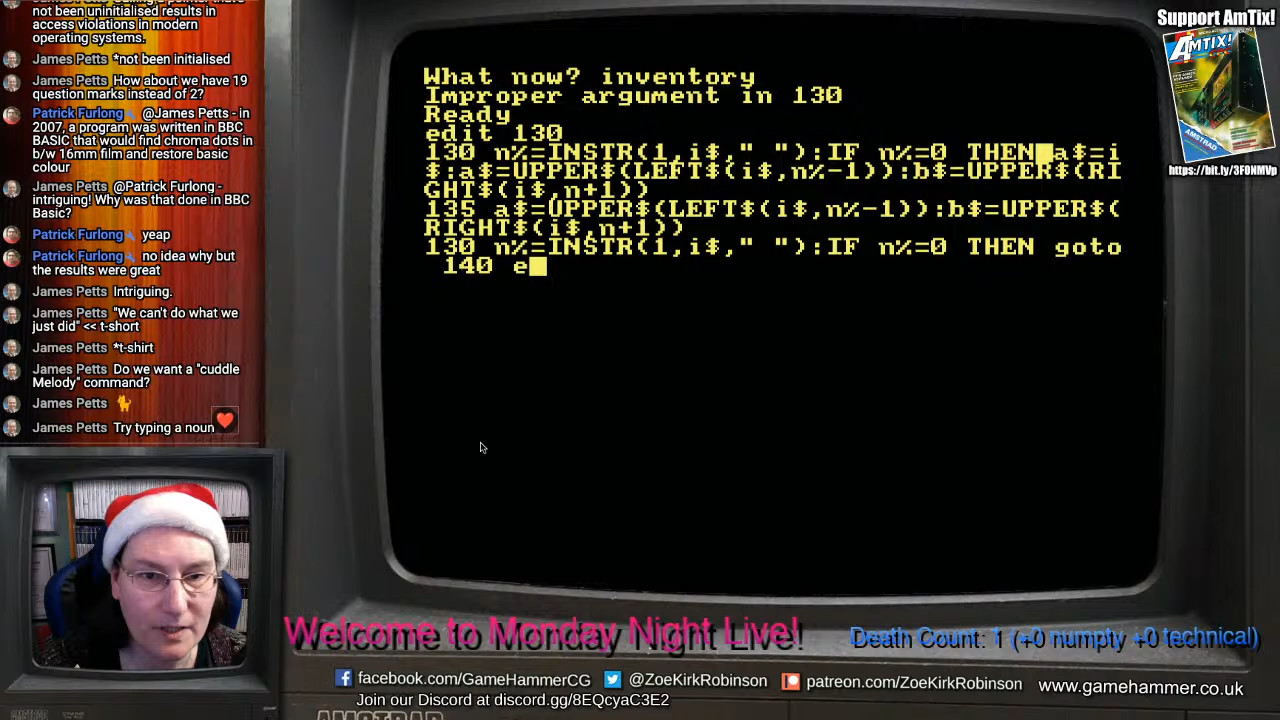 not been uninitialised results in
access violations in modern
operating systems.
James Petts *not been initialised
James Petts How about we have 19
question marks instead of 2?
Patrick Furlong @James Petts - in
2007, a program was written in BBC
BASIC that would find chroma dots in
b/w 16mm film and restore basic
colour
James Petts @Patrick Furlong -
intriguing! Why was that done in BBC
Basic?
Patrick Furlong yeap
Patrick Furlong no idea why but
the results were great
James Petts Intriguing.
James Petts "We can't do what we
just did" << t-short
James Petts *t-shirt
James Petts Do we want a "cuddle
Melody" command?
James Petts 🐈
James Petts Try typing a noun
What now? inventory
Improper argument in 130
Ready
edit 130
130 n%=INSTR(1,i$," "):IF n%=0 THEN a$=i
$:a$=UPPER$(LEFT$(i$,n%-1)):b$=UPPER$(RI
GHT$(i$,n+1))
135 a$=UPPER$(LEFT$(i$,n%-1)):b$=UPPER$(
RIGHT$(i$,n+1))
130 n%=INSTR(1,i$," "):IF n%=0 THEN goto
140 e
Support AmTix!
AMTIX!
AMSTRAD
https://bit.ly/3F0NMVp
Welcome to Monday Night Live!
Death Count: 1 (+0 numpty +0 technical)
facebook.com/GameHammerCG
@ZoeKirkRobinson
patreon.com/ZoeKirkRobinson
www.gamehammer.co.uk
Join our Discord at discord.gg/8EQcyaC3E2
AMSTRAD